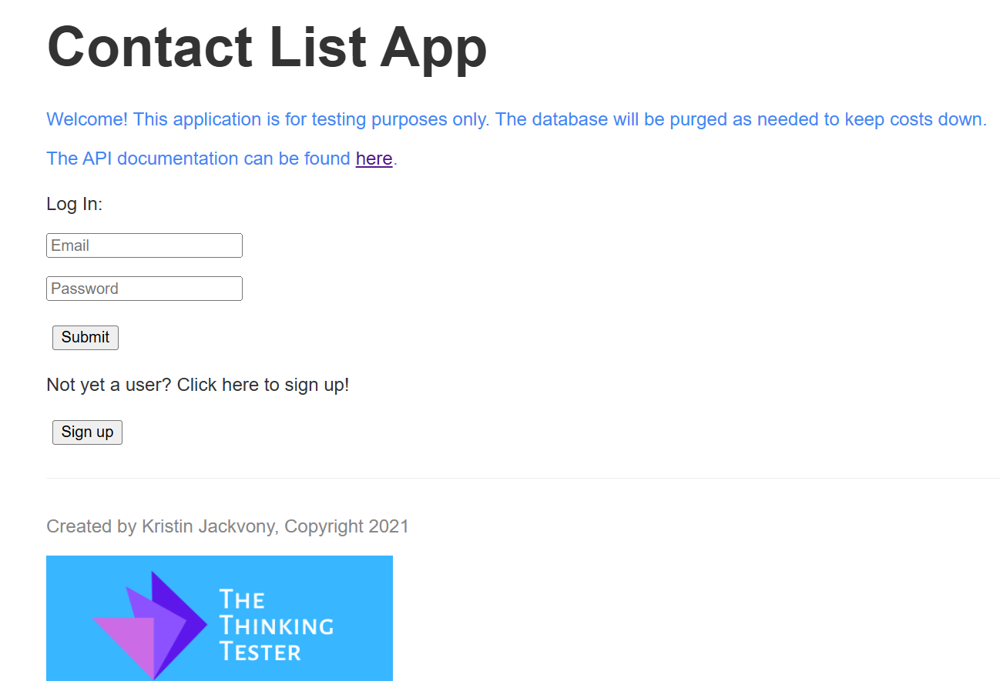 Contact List App
Welcome! This application is for testing purposes only. The database will be purged as needed to keep costs down.
The API documentation can be found here.
Log In:
Email
Password
Submit
Not yet a user? Click here to sign up!
Sign up
Created by Kristin Jackvony, Copyright 2021
THE
THINKING
TESTER